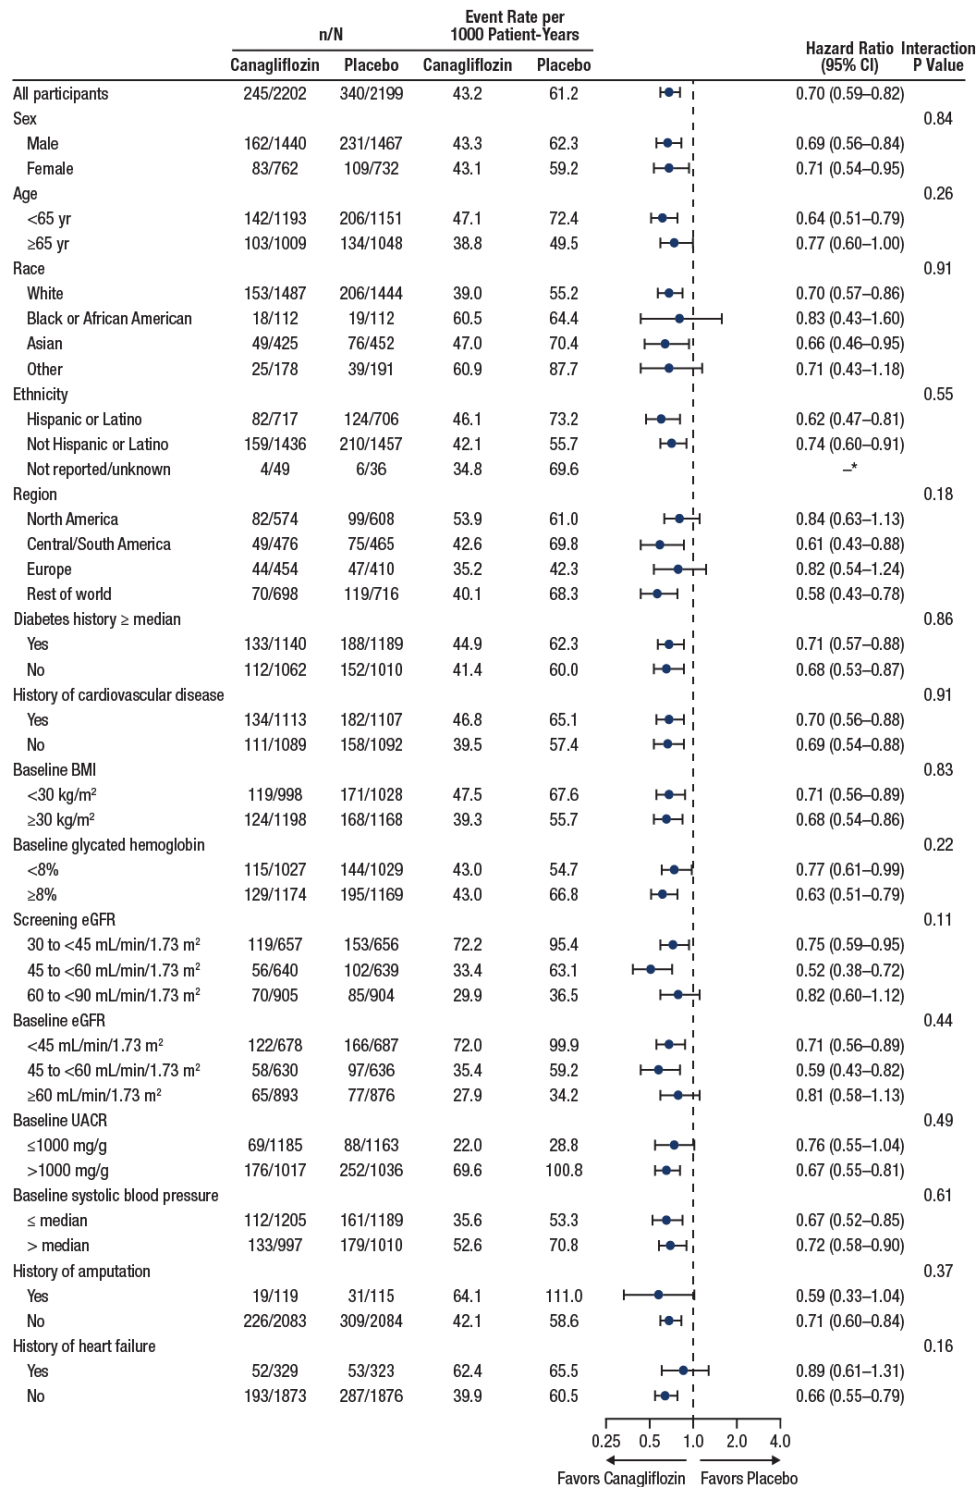 n/N Event Rate per 1000 Patient-Years Hazard Ratio (95% CI) Interaction P Value
Canagliflozin Placebo Canagliflozin Placebo
All participants 245/2202 340/2199 43.2 61.2 0.70 (0.59–0.82)
Sex 0.84
Male 162/1440 231/1467 43.3 62.3 0.69 (0.56–0.84)
Female 83/762 109/732 43.1 59.2 0.71 (0.54–0.95)
Age 0.26
<65 yr 142/1193 206/1151 47.1 72.4 0.64 (0.51–0.79)
≥65 yr 103/1009 134/1048 38.8 49.5 0.77 (0.60–1.00)
Race 0.91
White 153/1487 206/1444 39.0 55.2 0.70 (0.57–0.86)
Black or African American 18/112 19/112 60.5 64.4 0.83 (0.43–1.60)
Asian 49/425 76/452 47.0 70.4 0.66 (0.46–0.95)
Other 25/178 39/191 60.9 87.7 0.71 (0.43–1.18)
Ethnicity 0.55
Hispanic or Latino 82/717 124/706 46.1 73.2 0.62 (0.47–0.81)
Not Hispanic or Latino 159/1436 210/1457 42.1 55.7 0.74 (0.60–0.91)
Not reported/unknown 4/49 6/36 34.8 69.6 –*
Region 0.18
North America 82/574 99/608 53.9 61.0 0.84 (0.63–1.13)
Central/South America 49/476 75/465 42.6 69.8 0.61 (0.43–0.88)
Europe 44/454 47/410 35.2 42.3 0.82 (0.54–1.24)
Rest of world 70/698 119/716 40.1 68.3 0.58 (0.43–0.78)
Diabetes history ≥ median 0.86
Yes 133/1140 188/1189 44.9 62.3 0.71 (0.57–0.88)
No 112/1062 152/1010 41.4 60.0 0.68 (0.53–0.87)
History of cardiovascular disease 0.91
Yes 134/1113 182/1107 46.8 65.1 0.70 (0.56–0.88)
No 111/1089 158/1092 39.5 57.4 0.69 (0.54–0.88)
Baseline BMI 0.83
<30 kg/m² 119/998 171/1028 47.5 67.6 0.71 (0.56–0.89)
≥30 kg/m² 124/1198 168/1168 39.3 55.7 0.68 (0.54–0.86)
Baseline glycated hemoglobin 0.22
<8% 115/1027 144/1029 43.0 54.7 0.77 (0.61–0.99)
≥8% 129/1174 195/1169 43.0 66.8 0.63 (0.51–0.79)
Screening eGFR 0.11
30 to <45 mL/min/1.73 m² 119/657 153/656 72.2 95.4 0.75 (0.59–0.95)
45 to <60 mL/min/1.73 m² 56/640 102/639 33.4 63.1 0.52 (0.38–0.72)
60 to <90 mL/min/1.73 m² 70/905 85/904 29.9 36.5 0.82 (0.60–1.12)
Baseline eGFR 0.44
<45 mL/min/1.73 m² 122/678 166/687 72.0 99.9 0.71 (0.56–0.89)
45 to <60 mL/min/1.73 m² 58/630 97/636 35.4 59.2 0.59 (0.43–0.82)
≥60 mL/min/1.73 m² 65/893 77/876 27.9 34.2 0.81 (0.58–1.13)
Baseline UACR 0.49
≤1000 mg/g 69/1185 88/1163 22.0 28.8 0.76 (0.55–1.04)
>1000 mg/g 176/1017 252/1036 69.6 100.8 0.67 (0.55–0.81)
Baseline systolic blood pressure 0.61
≤ median 112/1205 161/1189 35.6 53.3 0.67 (0.52–0.85)
> median 133/997 179/1010 52.6 70.8 0.72 (0.58–0.90)
History of amputation 0.37
Yes 19/119 31/115 64.1 111.0 0.59 (0.33–1.04)
No 226/2083 309/2084 42.1 58.6 0.71 (0.60–0.84)
History of heart failure 0.16
Yes 52/329 53/323 62.4 65.5 0.89 (0.61–1.31)
No 193/1873 287/1876 39.9 60.5 0.66 (0.55–0.79)
0.25 0.5 1.0 2.0 4.0
Favors Canagliflozin Favors Placebo